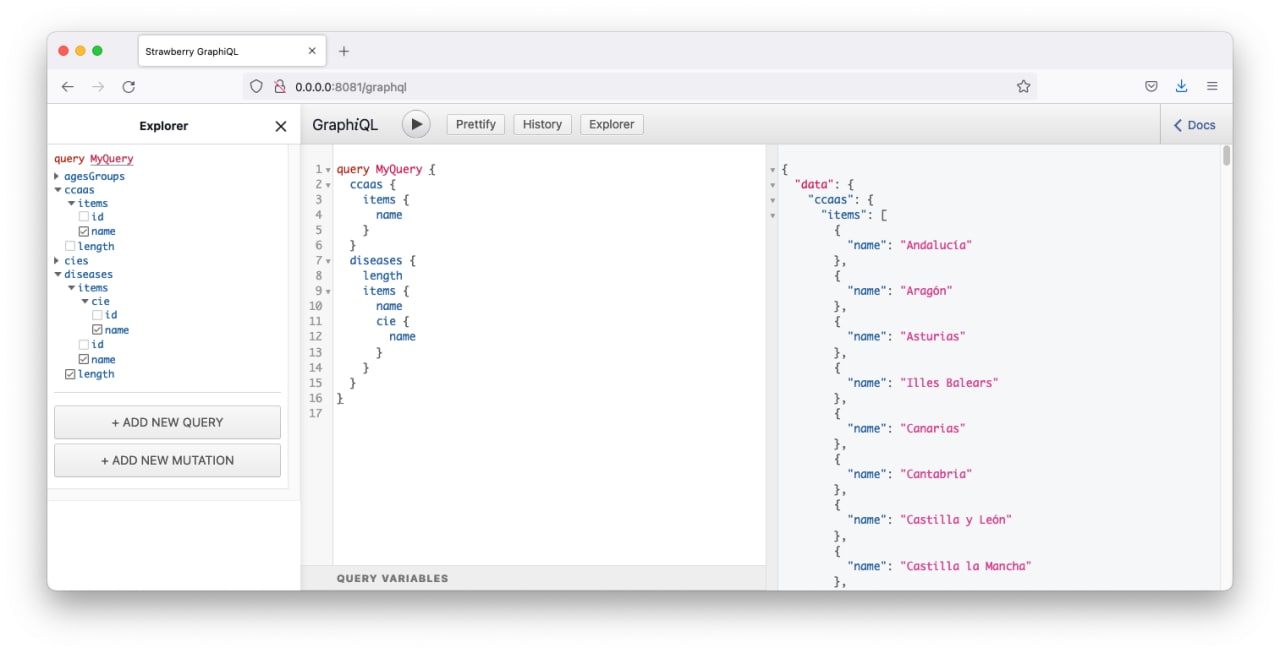 Strawberry GraphiQL
0.0.0.0:8081/graphql
Explorer
GraphiQL
Prettify
History
Explorer
Docs
query MyQuery
agesGroups
ccaas
items
id
name
length
cies
diseases
items
cie
id
name
id
name
length
+ ADD NEW QUERY
+ ADD NEW MUTATION
1 query MyQuery {
2 ccaas {
3 items {
4 name
5 }
6 }
7 diseases {
8 length
9 items {
10 name
11 cie {
12 name
13 }
14 }
15 }
16 }
17
QUERY VARIABLES
{
"data": {
"ccaas": {
"items": [
{
"name": "Andalucía"
},
{
"name": "Aragón"
},
{
"name": "Asturias"
},
{
"name": "Illes Balears"
},
{
"name": "Canarias"
},
{
"name": "Cantabria"
},
{
"name": "Castilla y León"
},
{
"name": "Castilla la Mancha"
},